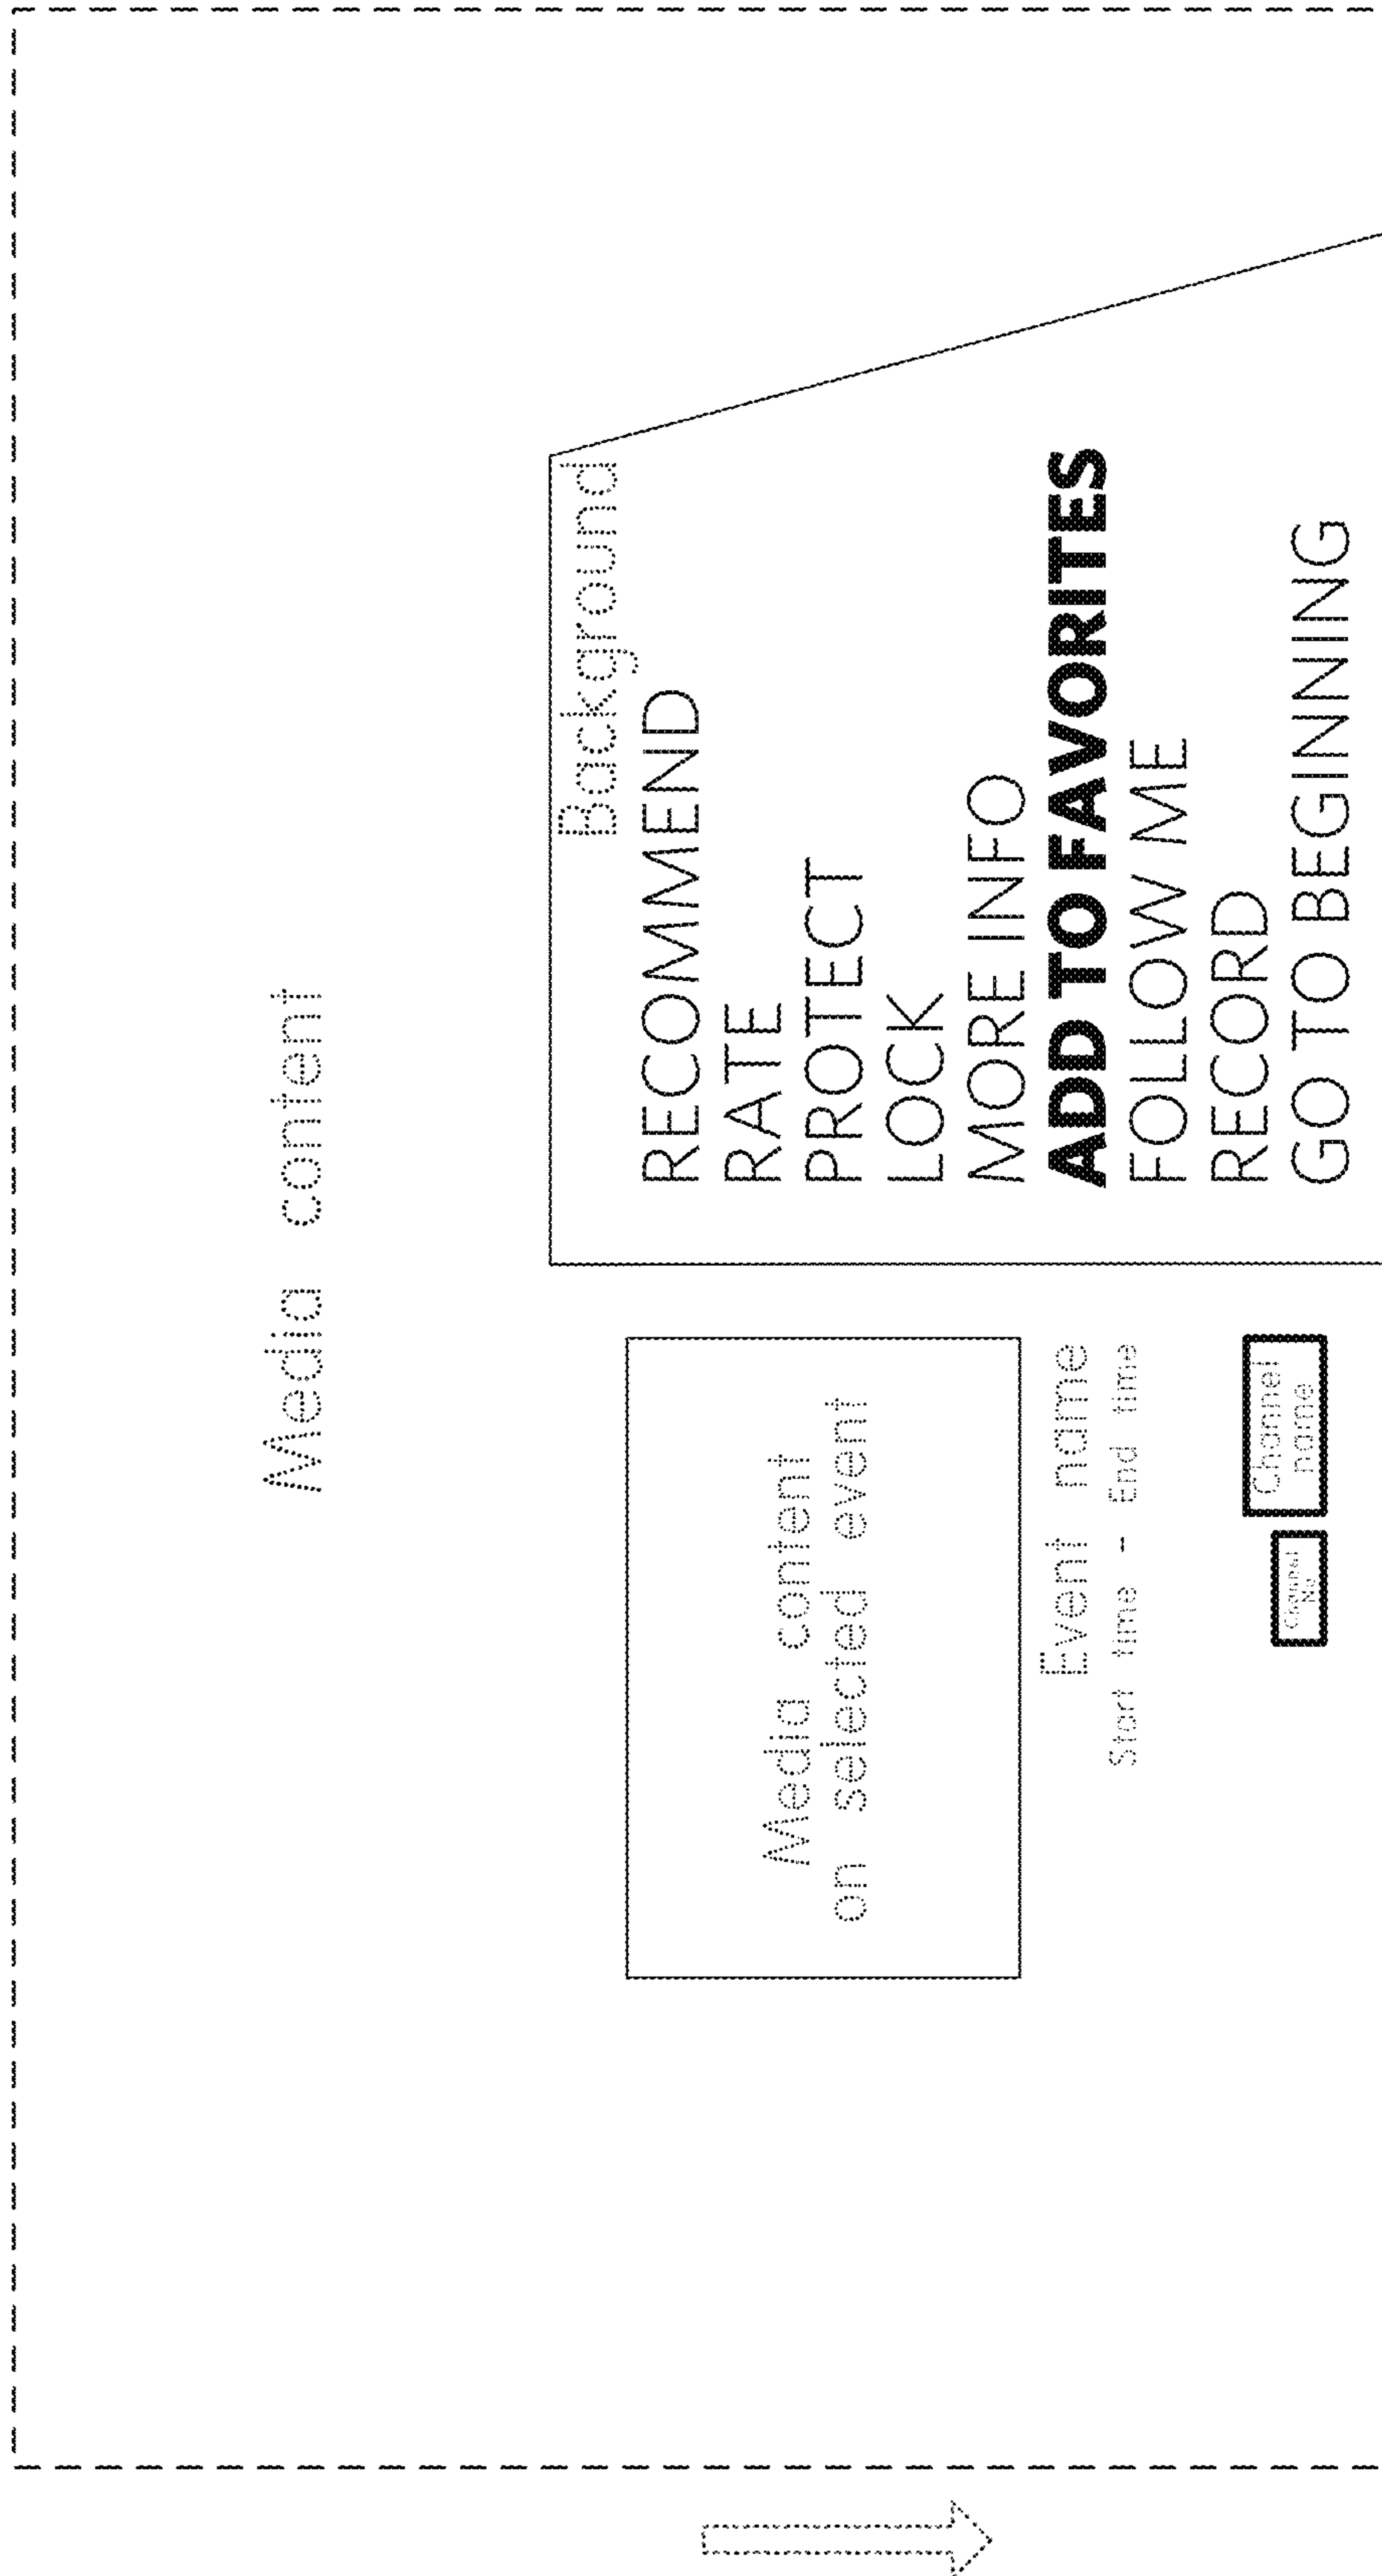 Media content
Background
RECOMMEND
RATE
PROTECT
LOCK
MORE INFO
ADD TO FAVORITES
FOLLOW ME
RECORD
GO TO BEGINNING
Media content
on selected event
Event name
Start time - End time
Channel
No
Channel
name